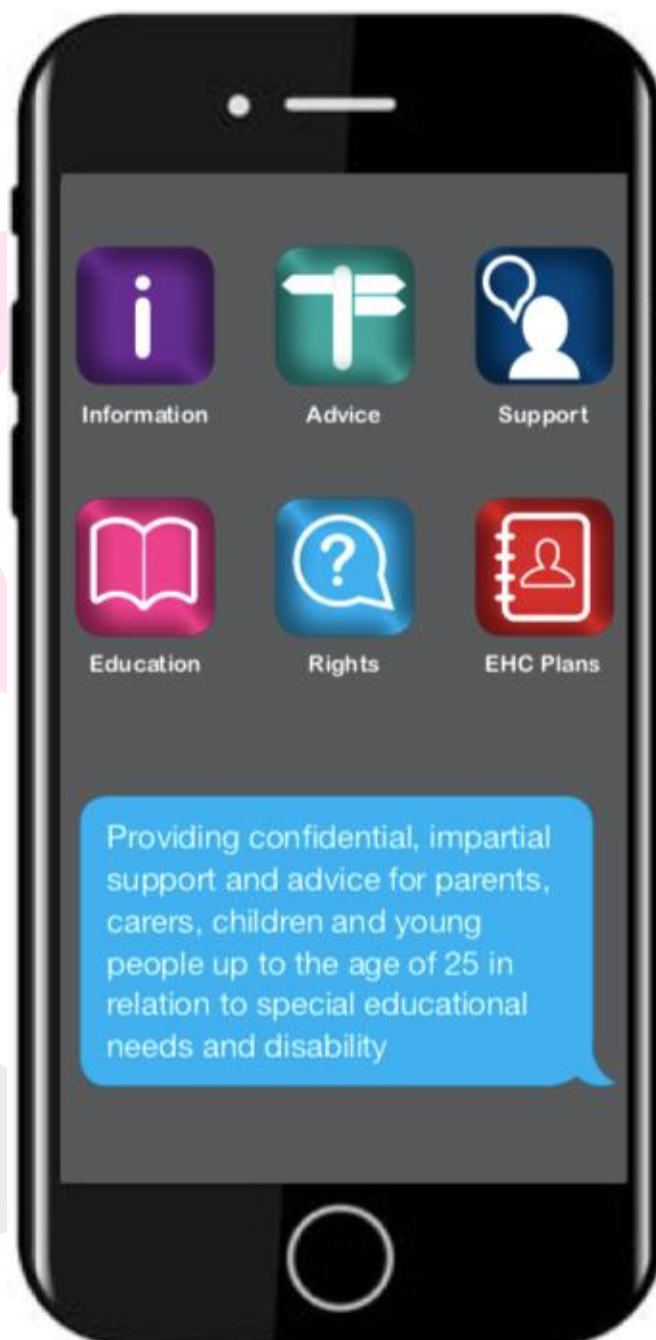 Information Advice Support
Education Rights EHC Plans
Providing confidential, impartial
support and advice for parents,
carers, children and young
people up to the age of 25 in
relation to special educational
needs and disability